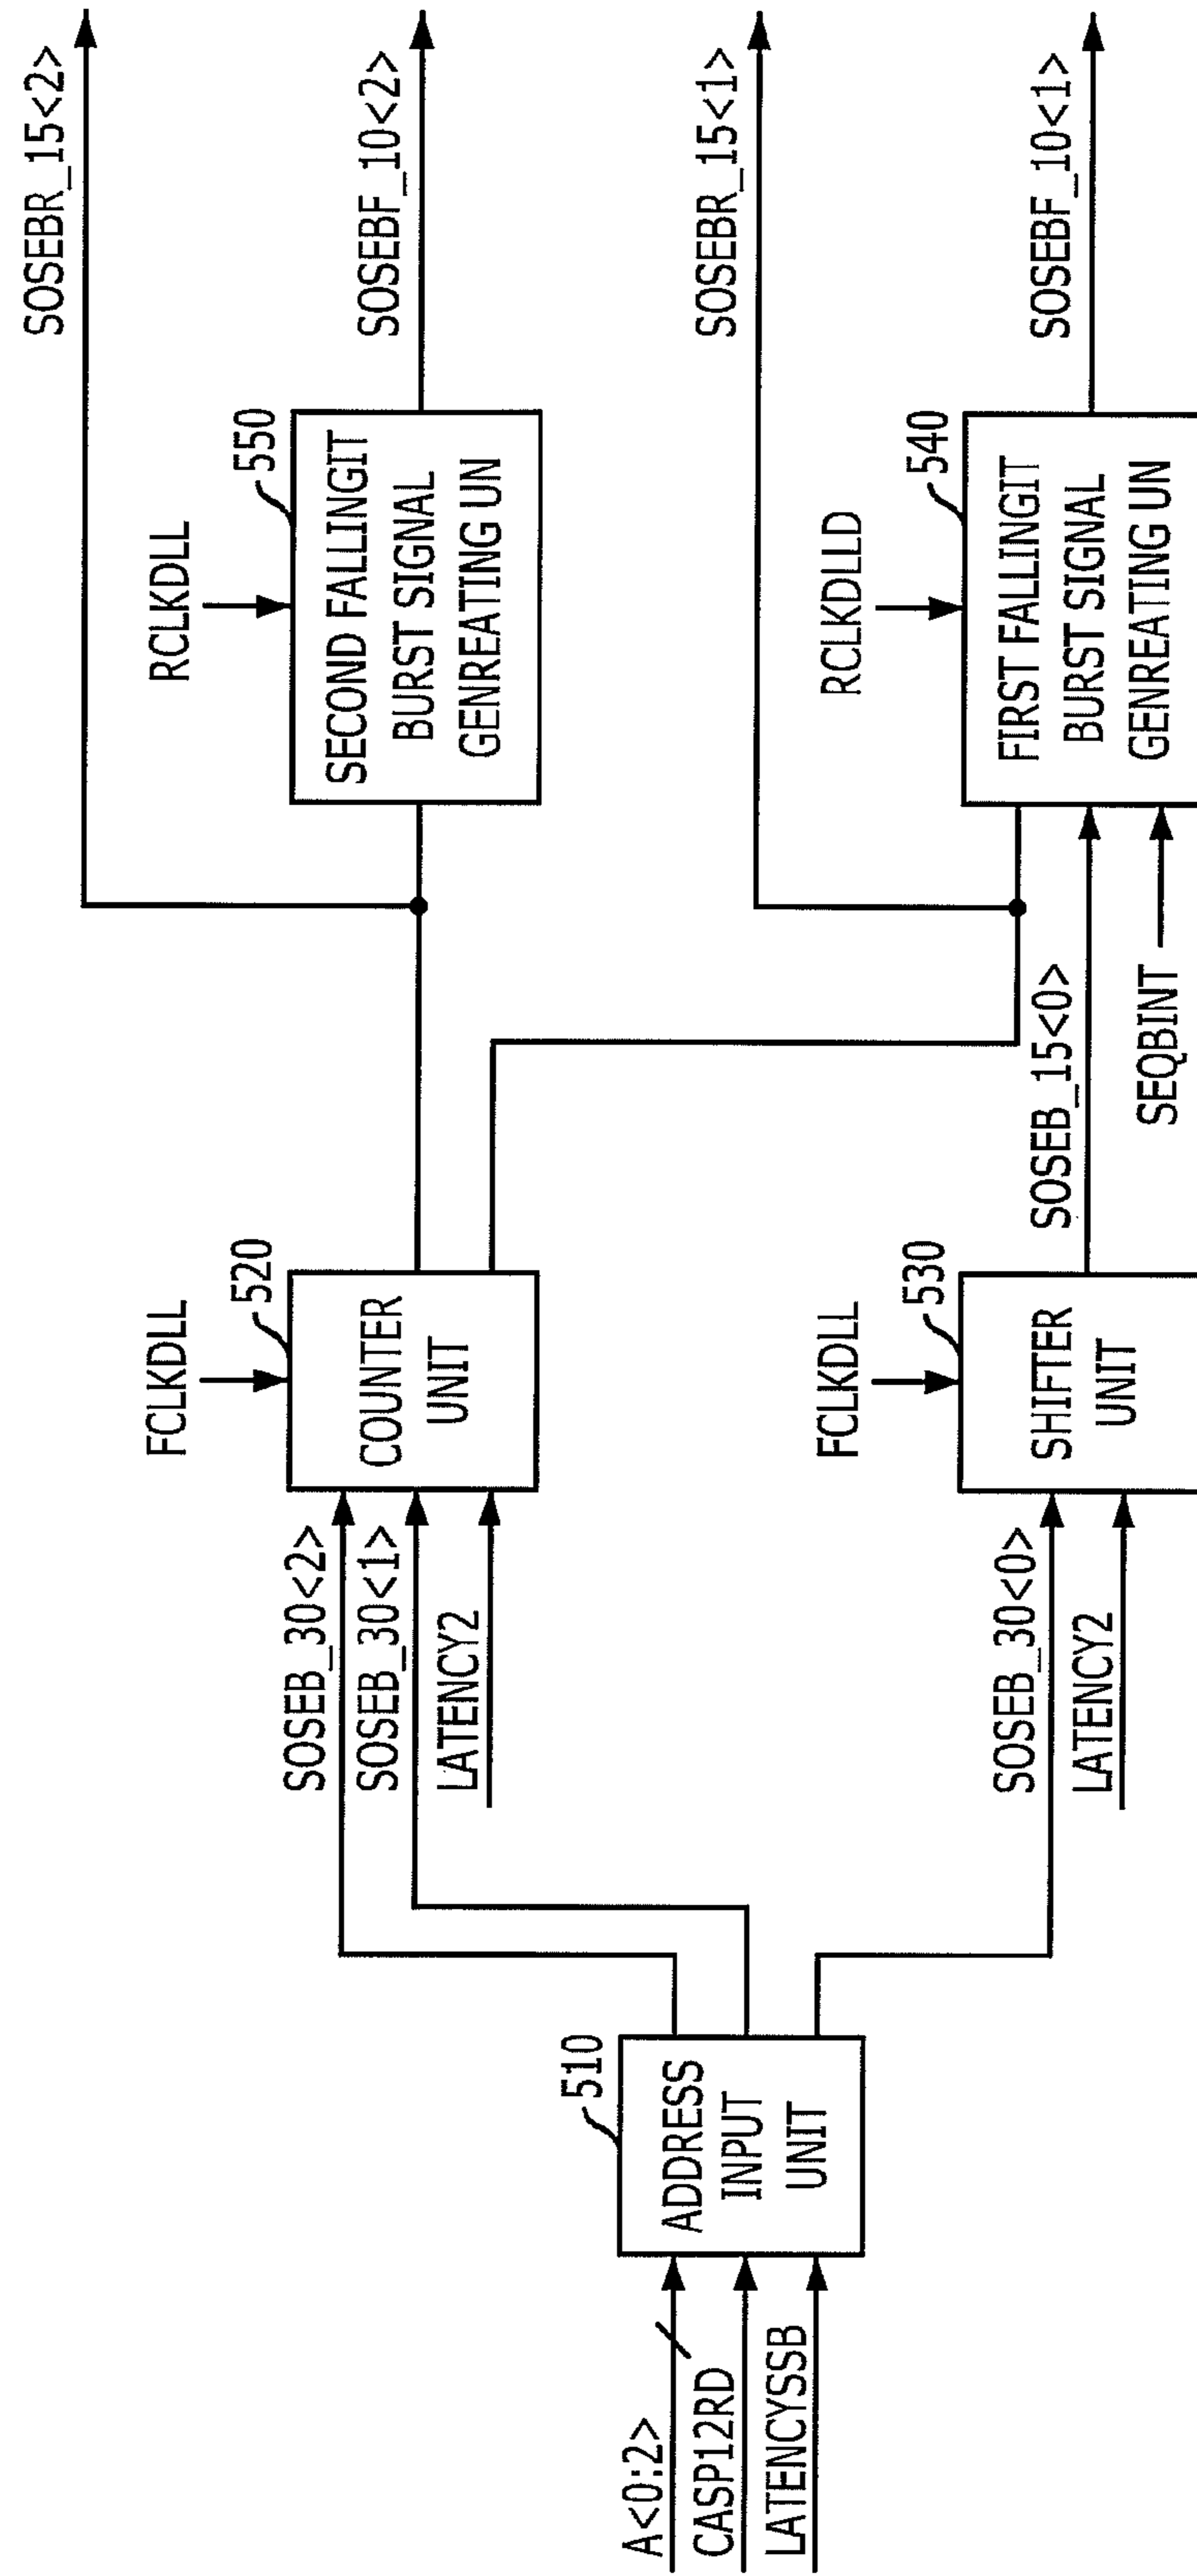 A<0:2>
CASP12RD
LATENCYSSB
510
ADDRESS
INPUT
UNIT
SOSEB_30<2>
SOSEB_30<1>
LATENCY2
FCLKDLL
520
COUNTER
UNIT
SOSEB_30<0>
LATENCY2
FCLKDLL
530
SHIFTER
UNIT
RCLKDLL
550
SECOND FALLINGIT
BURST SIGNAL
GENREATING UN
SOSEB_15<0>
SEQBINT
RCLKDLLD
540
FIRST FALLINGIT
BURST SIGNAL
GENREATING UN
SOSEBR_15<2>
SOSEBF_10<2>
SOSEBR_15<1>
SOSEBF_10<1>